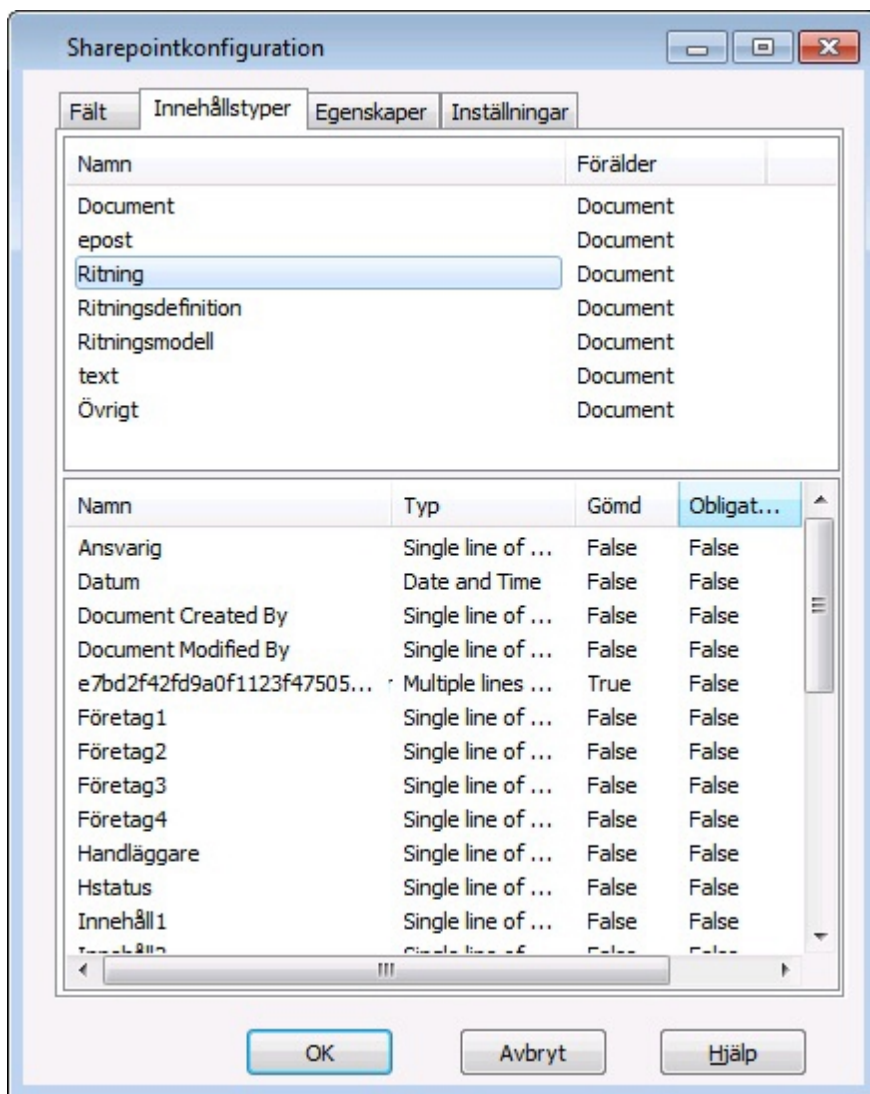 Sharepointkonfiguration
Fält Innehållstyper Egenskaper Inställningar
Namn Förälder
Document Document
epost Document
Ritning Document
Ritningsdefinition Document
Ritningsmodell Document
text Document
Övrigt Document
Namn Typ Gömd Obligat...
Ansvarig Single line of ... False False
Datum Date and Time False False
Document Created By Single line of ... False False
Document Modified By Single line of ... False False
e7bd2f42fd9a0f1123f47505... Multiple lines ... True False
Företag1 Single line of ... False False
Företag2 Single line of ... False False
Företag3 Single line of ... False False
Företag4 Single line of ... False False
Handläggare Single line of ... False False
Hstatus Single line of ... False False
Innehåll1 Single line of ... False False
OK Avbryt Hjälp